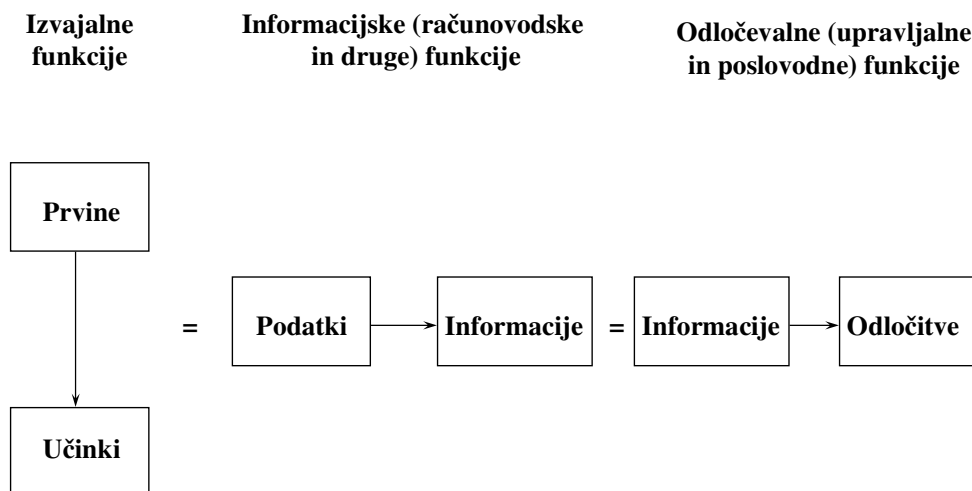 Izvajalne
funkcije
Informacijske (računovodske
in druge) funkcije
Odločevalne (upravljalne
in poslovodne) funkcije
Prvine
=
Podatki
Informacije
=
Informacije
Odločitve
Učinki